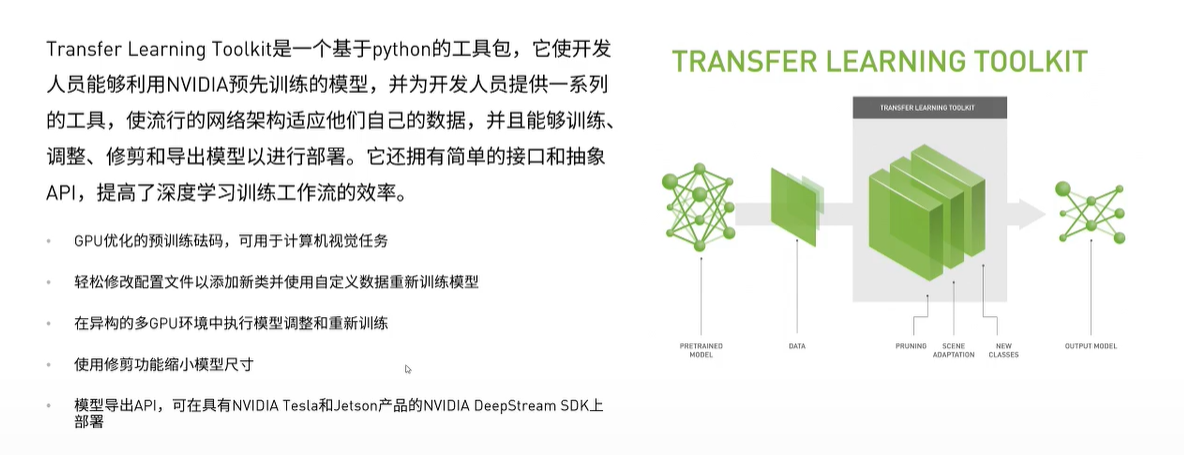 Transfer Learning Toolkit是一个基于python的工具包，它使开发
人员能够利用NVIDIA预先训练的模型，并为开发人员提供一系列
的工具，使流行的网络架构适应他们自己的数据，并且能够训练、
调整、修剪和导出模型以进行部署。它还拥有简单的接口和抽象
API，提高了深度学习训练工作流的效率。
• GPU优化的预训练砝码，可用于计算机视觉任务
• 轻松修改配置文件以添加新类并使用自定义数据重新训练模型
• 在异构的多GPU环境中执行模型调整和重新训练
• 使用修剪功能缩小模型尺寸
• 模型导出API，可在具有NVIDIA Tesla和Jetson产品的NVIDIA DeepStream SDK上
部署
TRANSFER LEARNING TOOLKIT
TRANSFER LEARNING TOOLKIT
PRETRAINED
MODEL
DATA
PRUNING
SCENE
ADAPTATION
NEW
CLASSES
OUTPUT MODEL